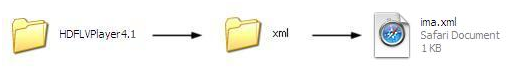 HDFLVPlayer4.1
xml
ima.xml
Safari Document
1 KB